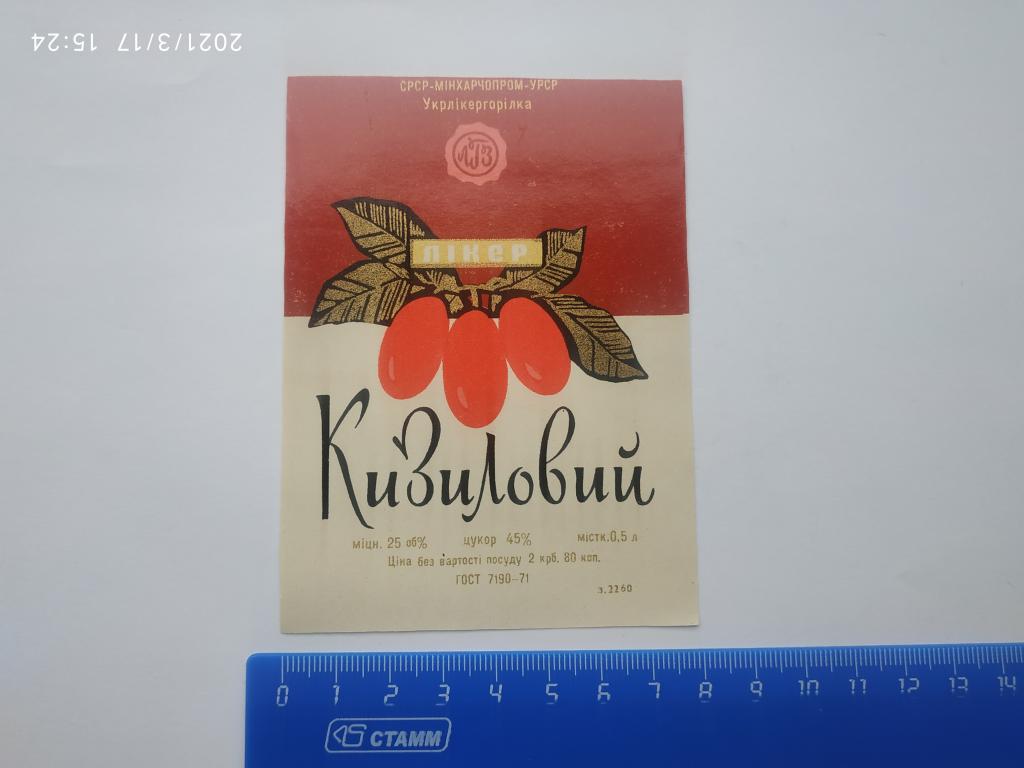 2021/3/17 15:24
СРСР-МІНХАРЧОПРОМ-УРСР
Укрлікергорілка
ЛГЗ
ЛІКЕР
Кизиловий
міцн. 25 об% цукор 45% містк.0,5 л
Ціна без вартості посуду 2 крб. 80 коп.
ГОСТ 7190-71
з.2260
0 1 2 3 4 5 6 7 8 9 10 11 12 13 14
СТАММ